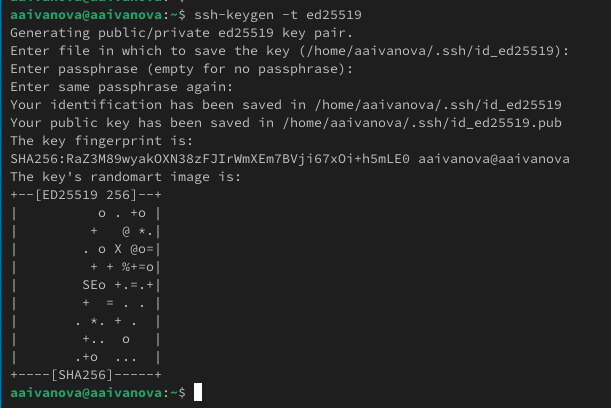 aaivanova@aaivanova:~$ ssh-keygen -t ed25519
Generating public/private ed25519 key pair.
Enter file in which to save the key (/home/aaivanova/.ssh/id_ed25519):
Enter passphrase (empty for no passphrase):
Enter same passphrase again:
Your identification has been saved in /home/aaivanova/.ssh/id_ed25519
Your public key has been saved in /home/aaivanova/.ssh/id_ed25519.pub
The key fingerprint is:
SHA256:RaZ3M89wyakOXN38zFJIrWmXEm7BVji67xOi+h5mLE0 aaivanova@aaivanova
The key's randomart image is:
+--[ED25519 256]--+
|          o . +o |
|         +   @ *.|
|        . o X @o=|
|         + + %+=o|
|        SEo +.=.+|
|        +  = . . |
|       . *. + .  |
|        +..  o   |
|       .+o  ...  |
+----[SHA256]-----+
aaivanova@aaivanova:~$